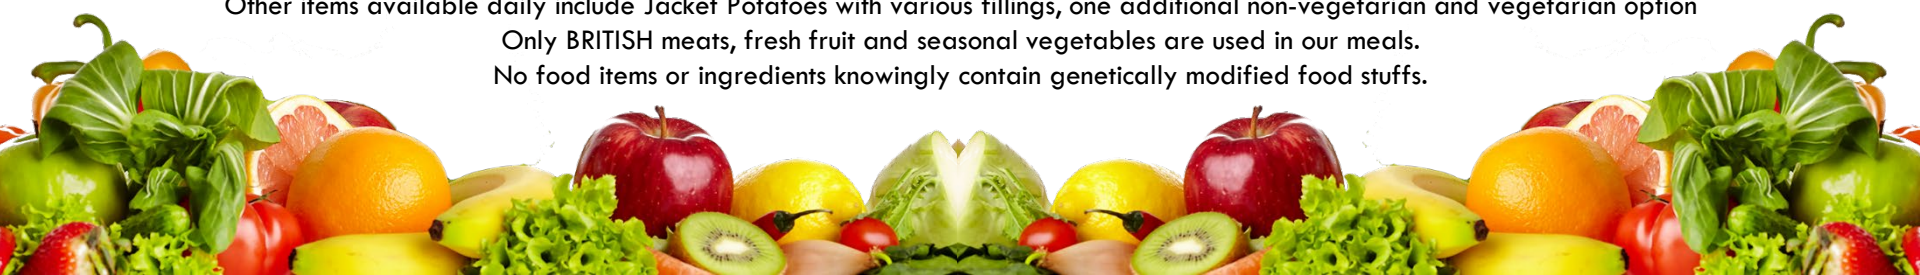 Other items available daily include Jacket Potatoes with various fillings, one additional non-vegetarian and vegetarian option
Only BRITISH meats, fresh fruit and seasonal vegetables are used in our meals.
No food items or ingredients knowingly contain genetically modified food stuffs.